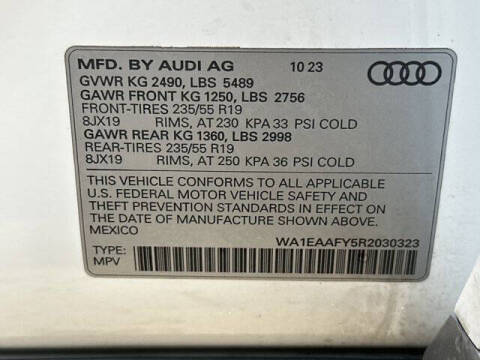 MFD. BY AUDI AG 10 23
GVWR KG 2490, LBS 5489
GAWR FRONT KG 1250, LBS 2756
FRONT-TIRES 235/55 R19
8JX19 RIMS, AT 230 KPA 33 PSI COLD
GAWR REAR KG 1360, LBS 2998
REAR-TIRES 235/55 R19
8JX19 RIMS, AT 250 KPA 36 PSI COLD
THIS VEHICLE CONFORMS TO ALL APPLICABLE
U.S. FEDERAL MOTOR VEHICLE SAFETY AND
THEFT PREVENTION STANDARDS IN EFFECT ON
THE DATE OF MANUFACTURE SHOWN ABOVE.
MEXICO
WA1EAAFY5R2030323
TYPE:
MPV